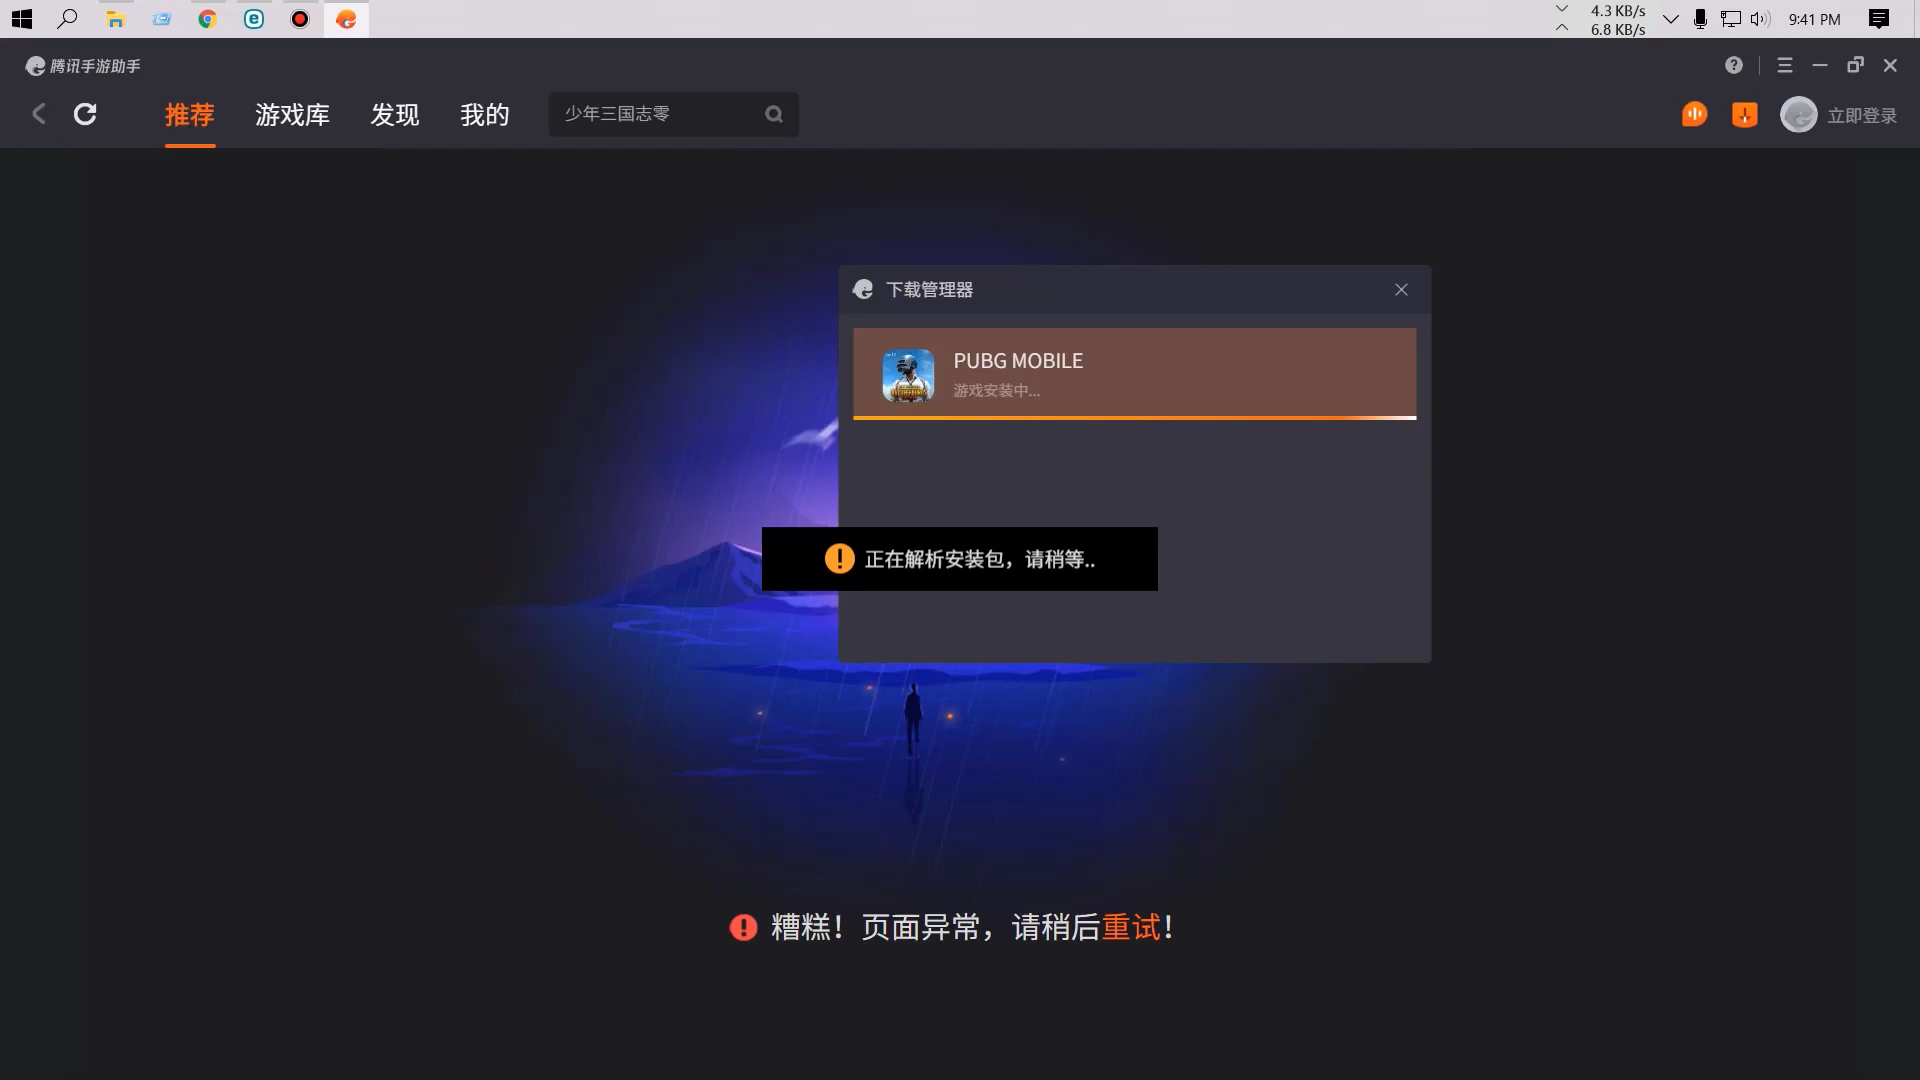 4.3 KB/s
6.8 KB/s
9:41 PM
腾讯手游助手
推荐
游戏库
发现
我的
少年三国志零
立即登录
下载管理器
PUBG MOBILE
游戏安装中...
正在解析安装包，请稍等..
糟糕！页面异常，请稍后重试！